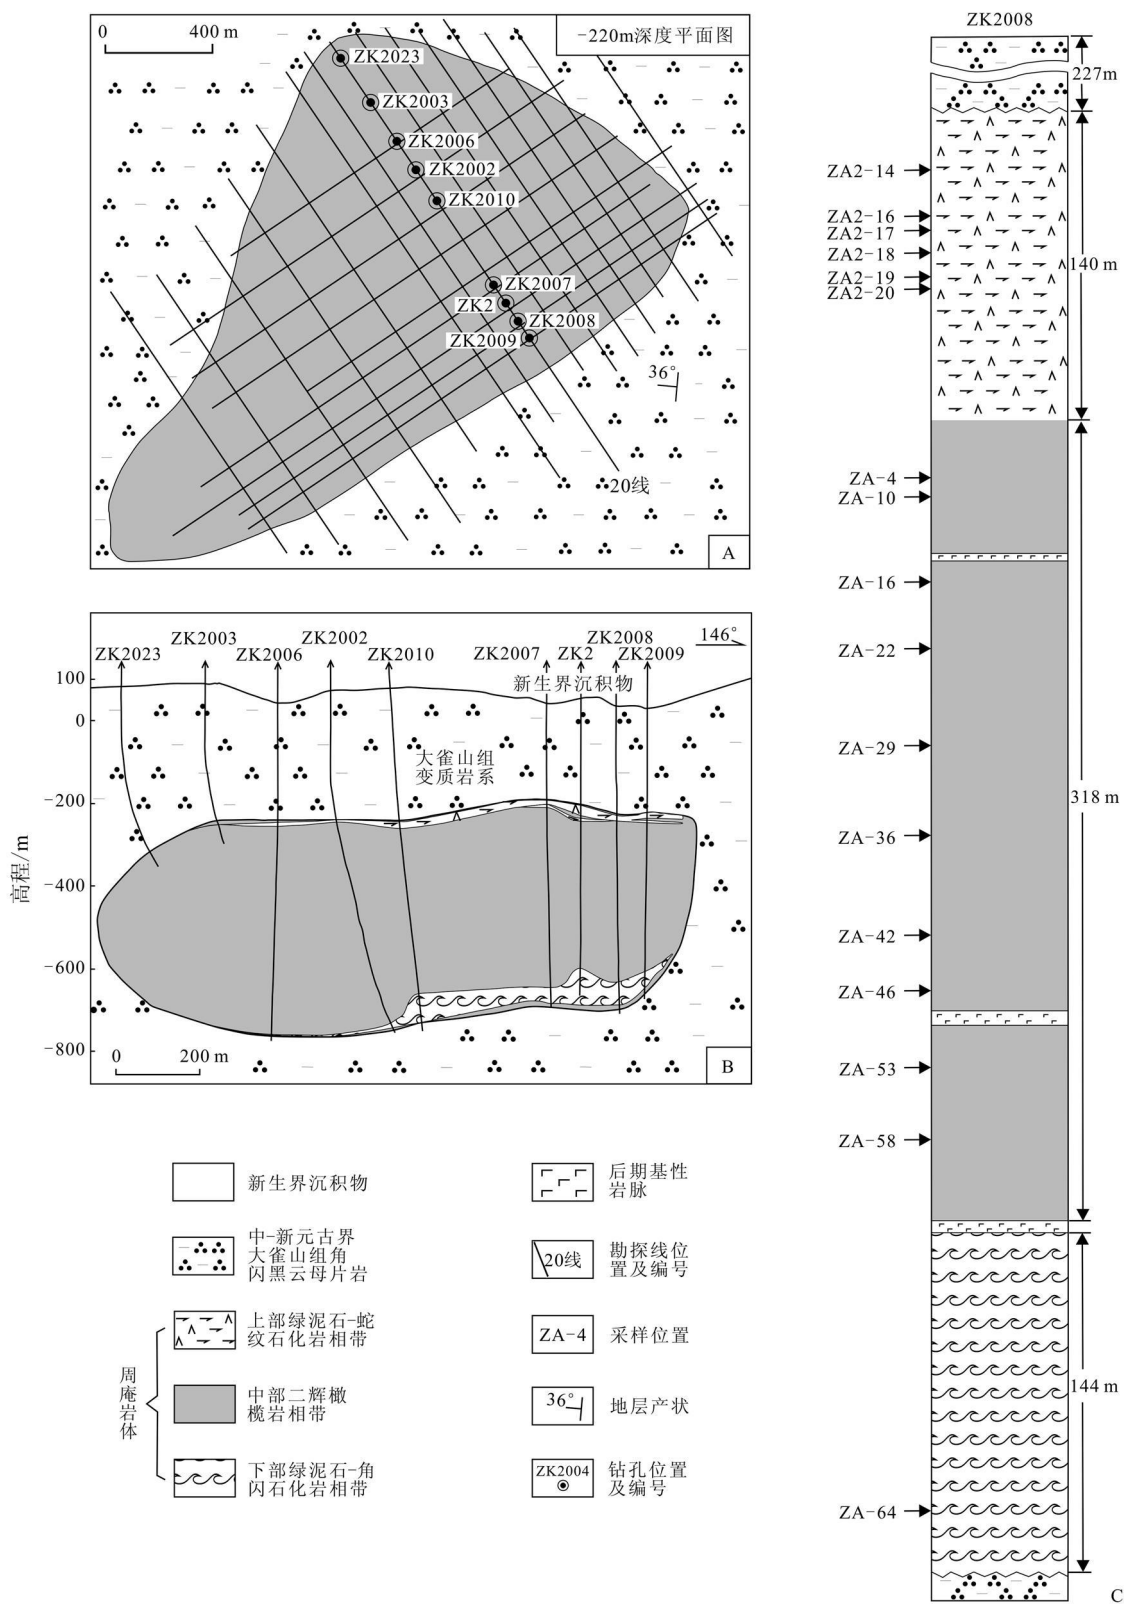 0 400 m
-220m深度平面图
ZK2023
ZK2003
ZK2006
ZK2002
ZK2010
ZK2007
ZK2
ZK2008
ZK2009
36°
20线
A
146°
ZK2003
ZK2002
ZK2008
ZK2023
ZK2006
ZK2010
ZK2007
ZK2
ZK2009
新生界沉积物
大雀山组
变质岩系
高程/m
100
0
-200
-400
-600
-800
0 200 m
B
新生界沉积物
中-新元古界
大雀山组角
闪黑云母片岩
周庵岩体
上部绿泥石-蛇
纹石化岩相带
中部二辉橄
榄岩相带
下部绿泥石-角
闪石化岩相带
后期基性
岩脉
20线
勘探线位
置及编号
ZA-4
采样位置
36°
地层产状
ZK2004
钻孔位置
及编号
ZK2008
227m
ZA2-14
ZA2-16
ZA2-17
ZA2-18
ZA2-19
ZA2-20
140 m
ZA-4
ZA-10
ZA-16
ZA-22
ZA-29
318 m
ZA-36
ZA-42
ZA-46
ZA-53
ZA-58
144 m
ZA-64
C